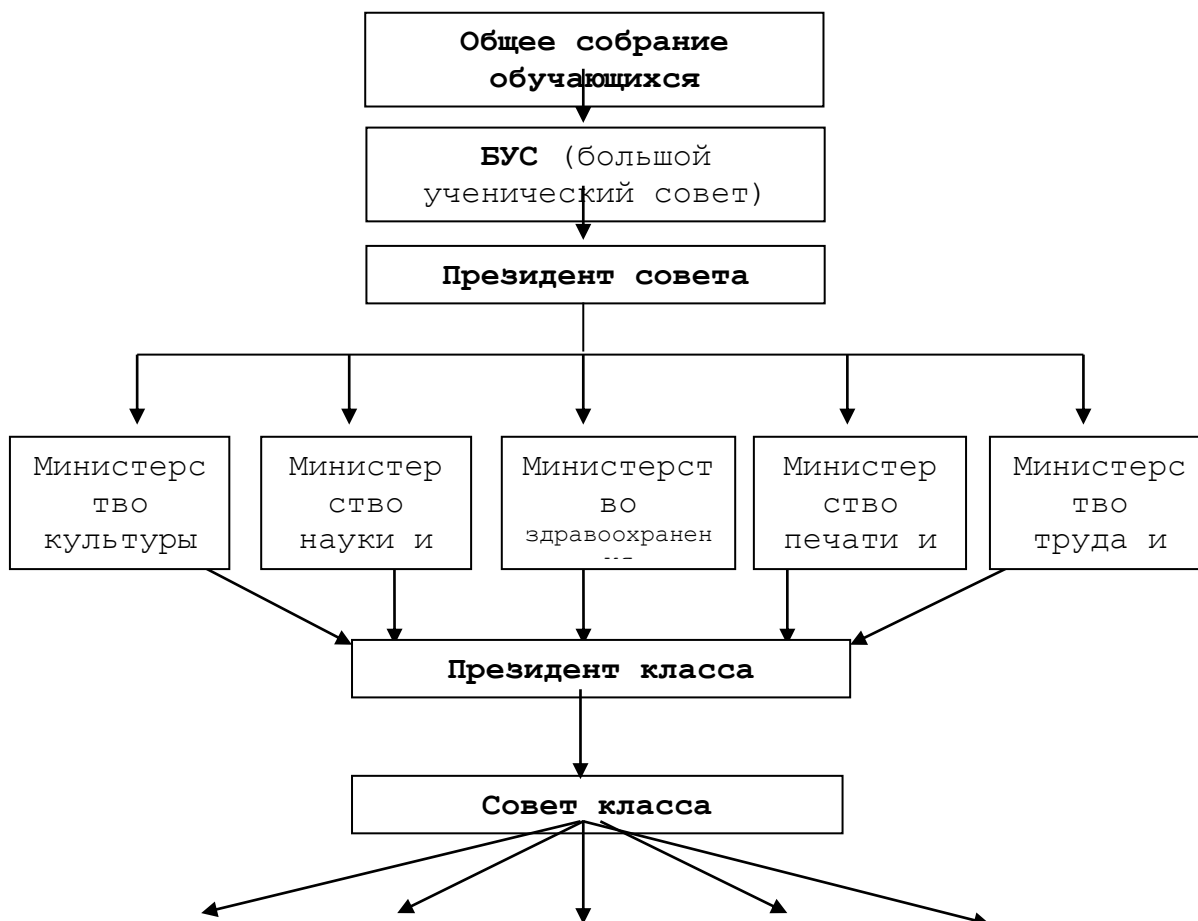 Общее собрание
обучающихся
БУС (большой
ученический совет)
Президент совета
Министерс
тво
культуры
Министер
ство
науки и
Министерст
во
здравоохранен
Министер
ство
печати и
Министерс
тво
труда и
Президент класса
Совет класса